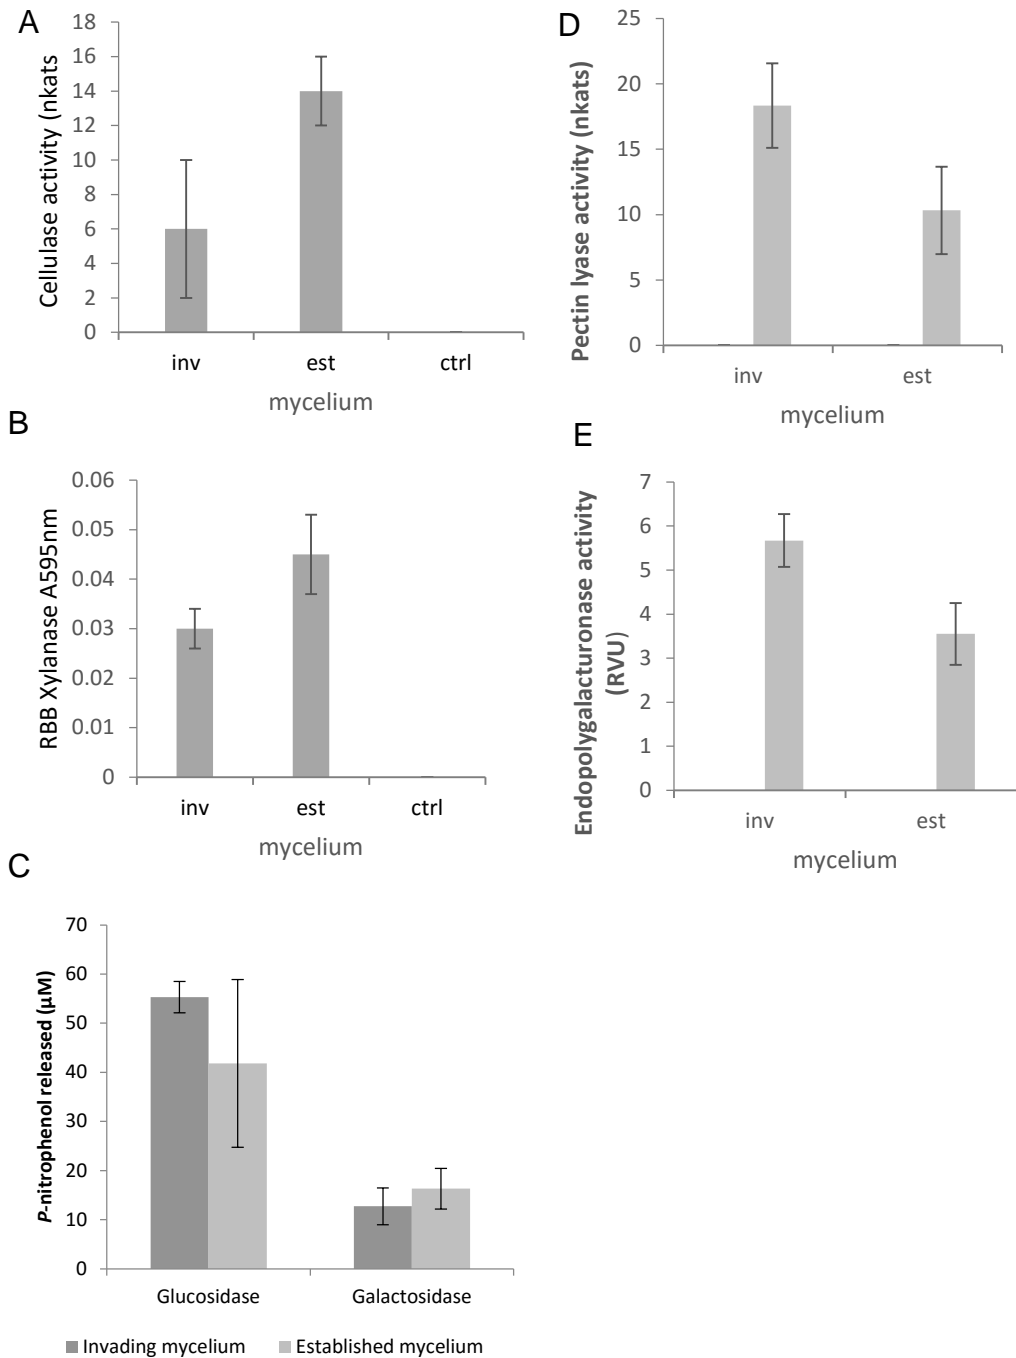 A
Cellulase activity (nkats
18
16
14
12
10
8
6
4
2
0
inv est ctrl
mycelium
B
RBB Xylanase A595nm
0.06
0.05
0.04
0.03
0.02
0.01
0
inv est ctrl
mycelium
C
P-nitrophenol released (µM)
70
60
50
40
30
20
10
0
Glucosidase Galactosidase
Invading mycelium Established mycelium
D
Pectin lyase activity (nkats)
25
20
15
10
5
0
inv est
mycelium
E
Endopolygalacturonase activity
(RVU)
7
6
5
4
3
2
1
0
inv est
mycelium